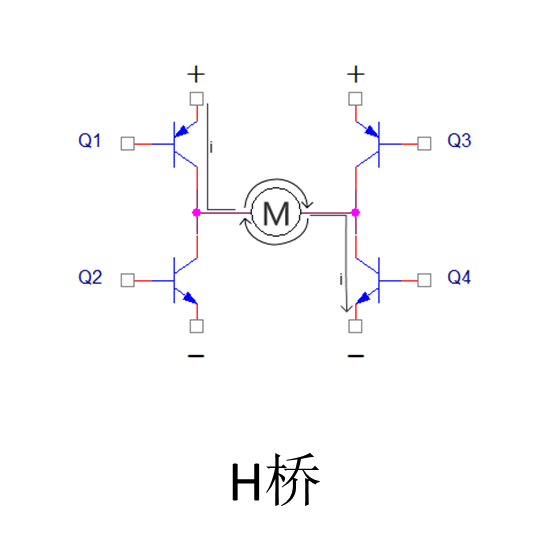 + +
Q1 i Q3
M
Q2 i Q4
− −
H桥